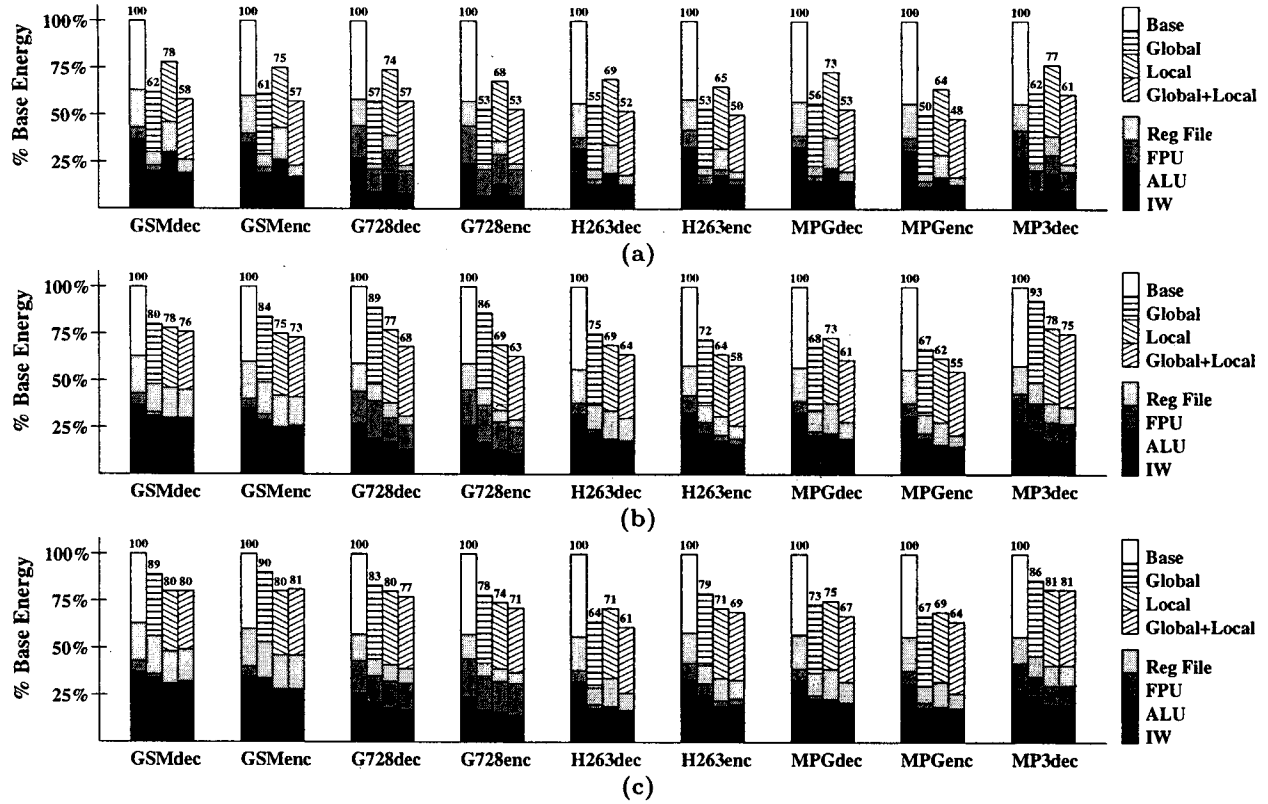 % Base Energy
100%
75%
50%
25%
100 62 78 58
100 61 75 57
100 57 74 57
100 53 68 53
100 55 69 52
100 53 65 50
100 56 73 53
100 50 64 48
100 62 77 61
GSMdec GSMenc G728dec G728enc H263dec H263enc MPGdec MPGenc MP3dec
Base
Global
Local
Global+Local
Reg File
FPU
ALU
IW
(a)
% Base Energy
100%
75%
50%
25%
100 80 78 76
100 84 75 73
100 89 77 68
100 86 69 63
100 75 69 64
100 72 64 58
100 68 73 61
100 67 62 55
100 93 78 75
GSMdec GSMenc G728dec G728enc H263dec H263enc MPGdec MPGenc MP3dec
Base
Global
Local
Global+Local
Reg File
FPU
ALU
IW
(b)
% Base Energy
100%
75%
50%
25%
100 89 80 80
100 90 80 81
100 83 80 77
100 78 74 71
100 64 71 61
100 79 71 69
100 73 75 67
100 67 69 64
100 86 81 81
GSMdec GSMenc G728dec G728enc H263dec H263enc MPGdec MPGenc MP3dec
Base
Global
Local
Global+Local
Reg File
FPU
ALU
IW
(c)